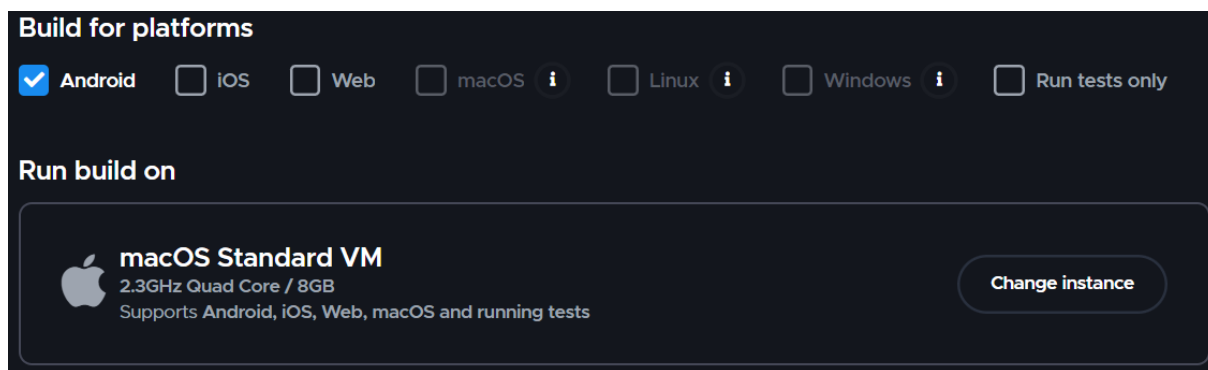 Build for platforms
Android iOS Web macOS i Linux i Windows i Run tests only
Run build on
macOS Standard VM
2.3GHz Quad Core / 8GB
Change instance
Supports Android, iOS, Web, macOS and running tests